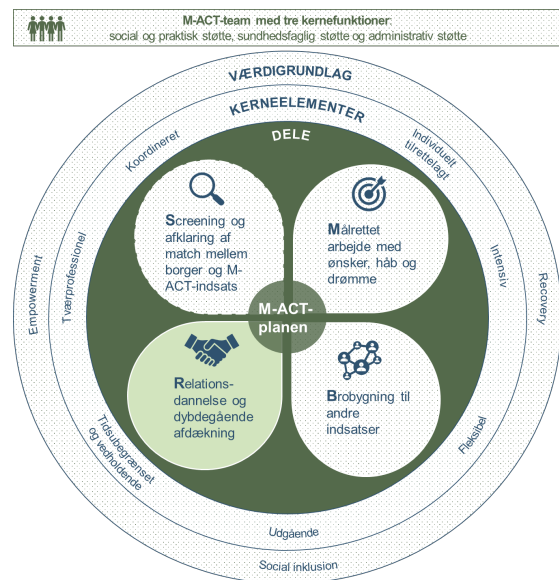 M-ACT-team med tre kernefunktioner:
social og praktisk støtte, sundhedsfaglig støtte og administrativ støtte
VÆRDIGRUNDLAG
KERNEELEMENTER
DELE
Koordineret
Individuelt
tilrettelagt
Screening og
afklaring af
match mellem
borger og M-
ACT-indsats
Målrettet
arbejde med
ønsker, håb og
drømme
Empowerment
Tværprofessionel
Intensiv
Recovery
M-ACT-
planen
Relations-
dannelse og
dybdegående
afdækning
Brobygning til
andre
indsatser
Tidsubegrænset
og vedholdende
Fleksibel
Udgående
Social inklusion